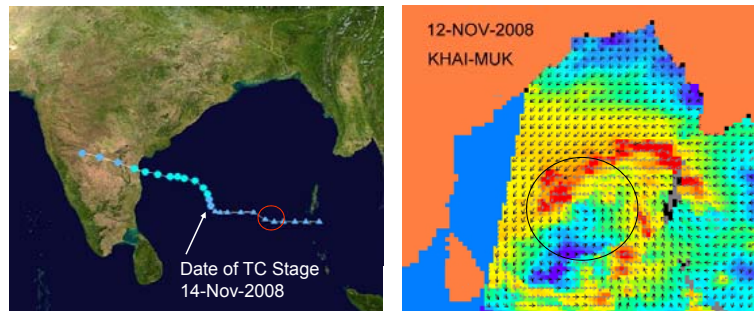 Date of TC Stage
14-Nov-2008
12-NOV-2008
KHAI-MUK